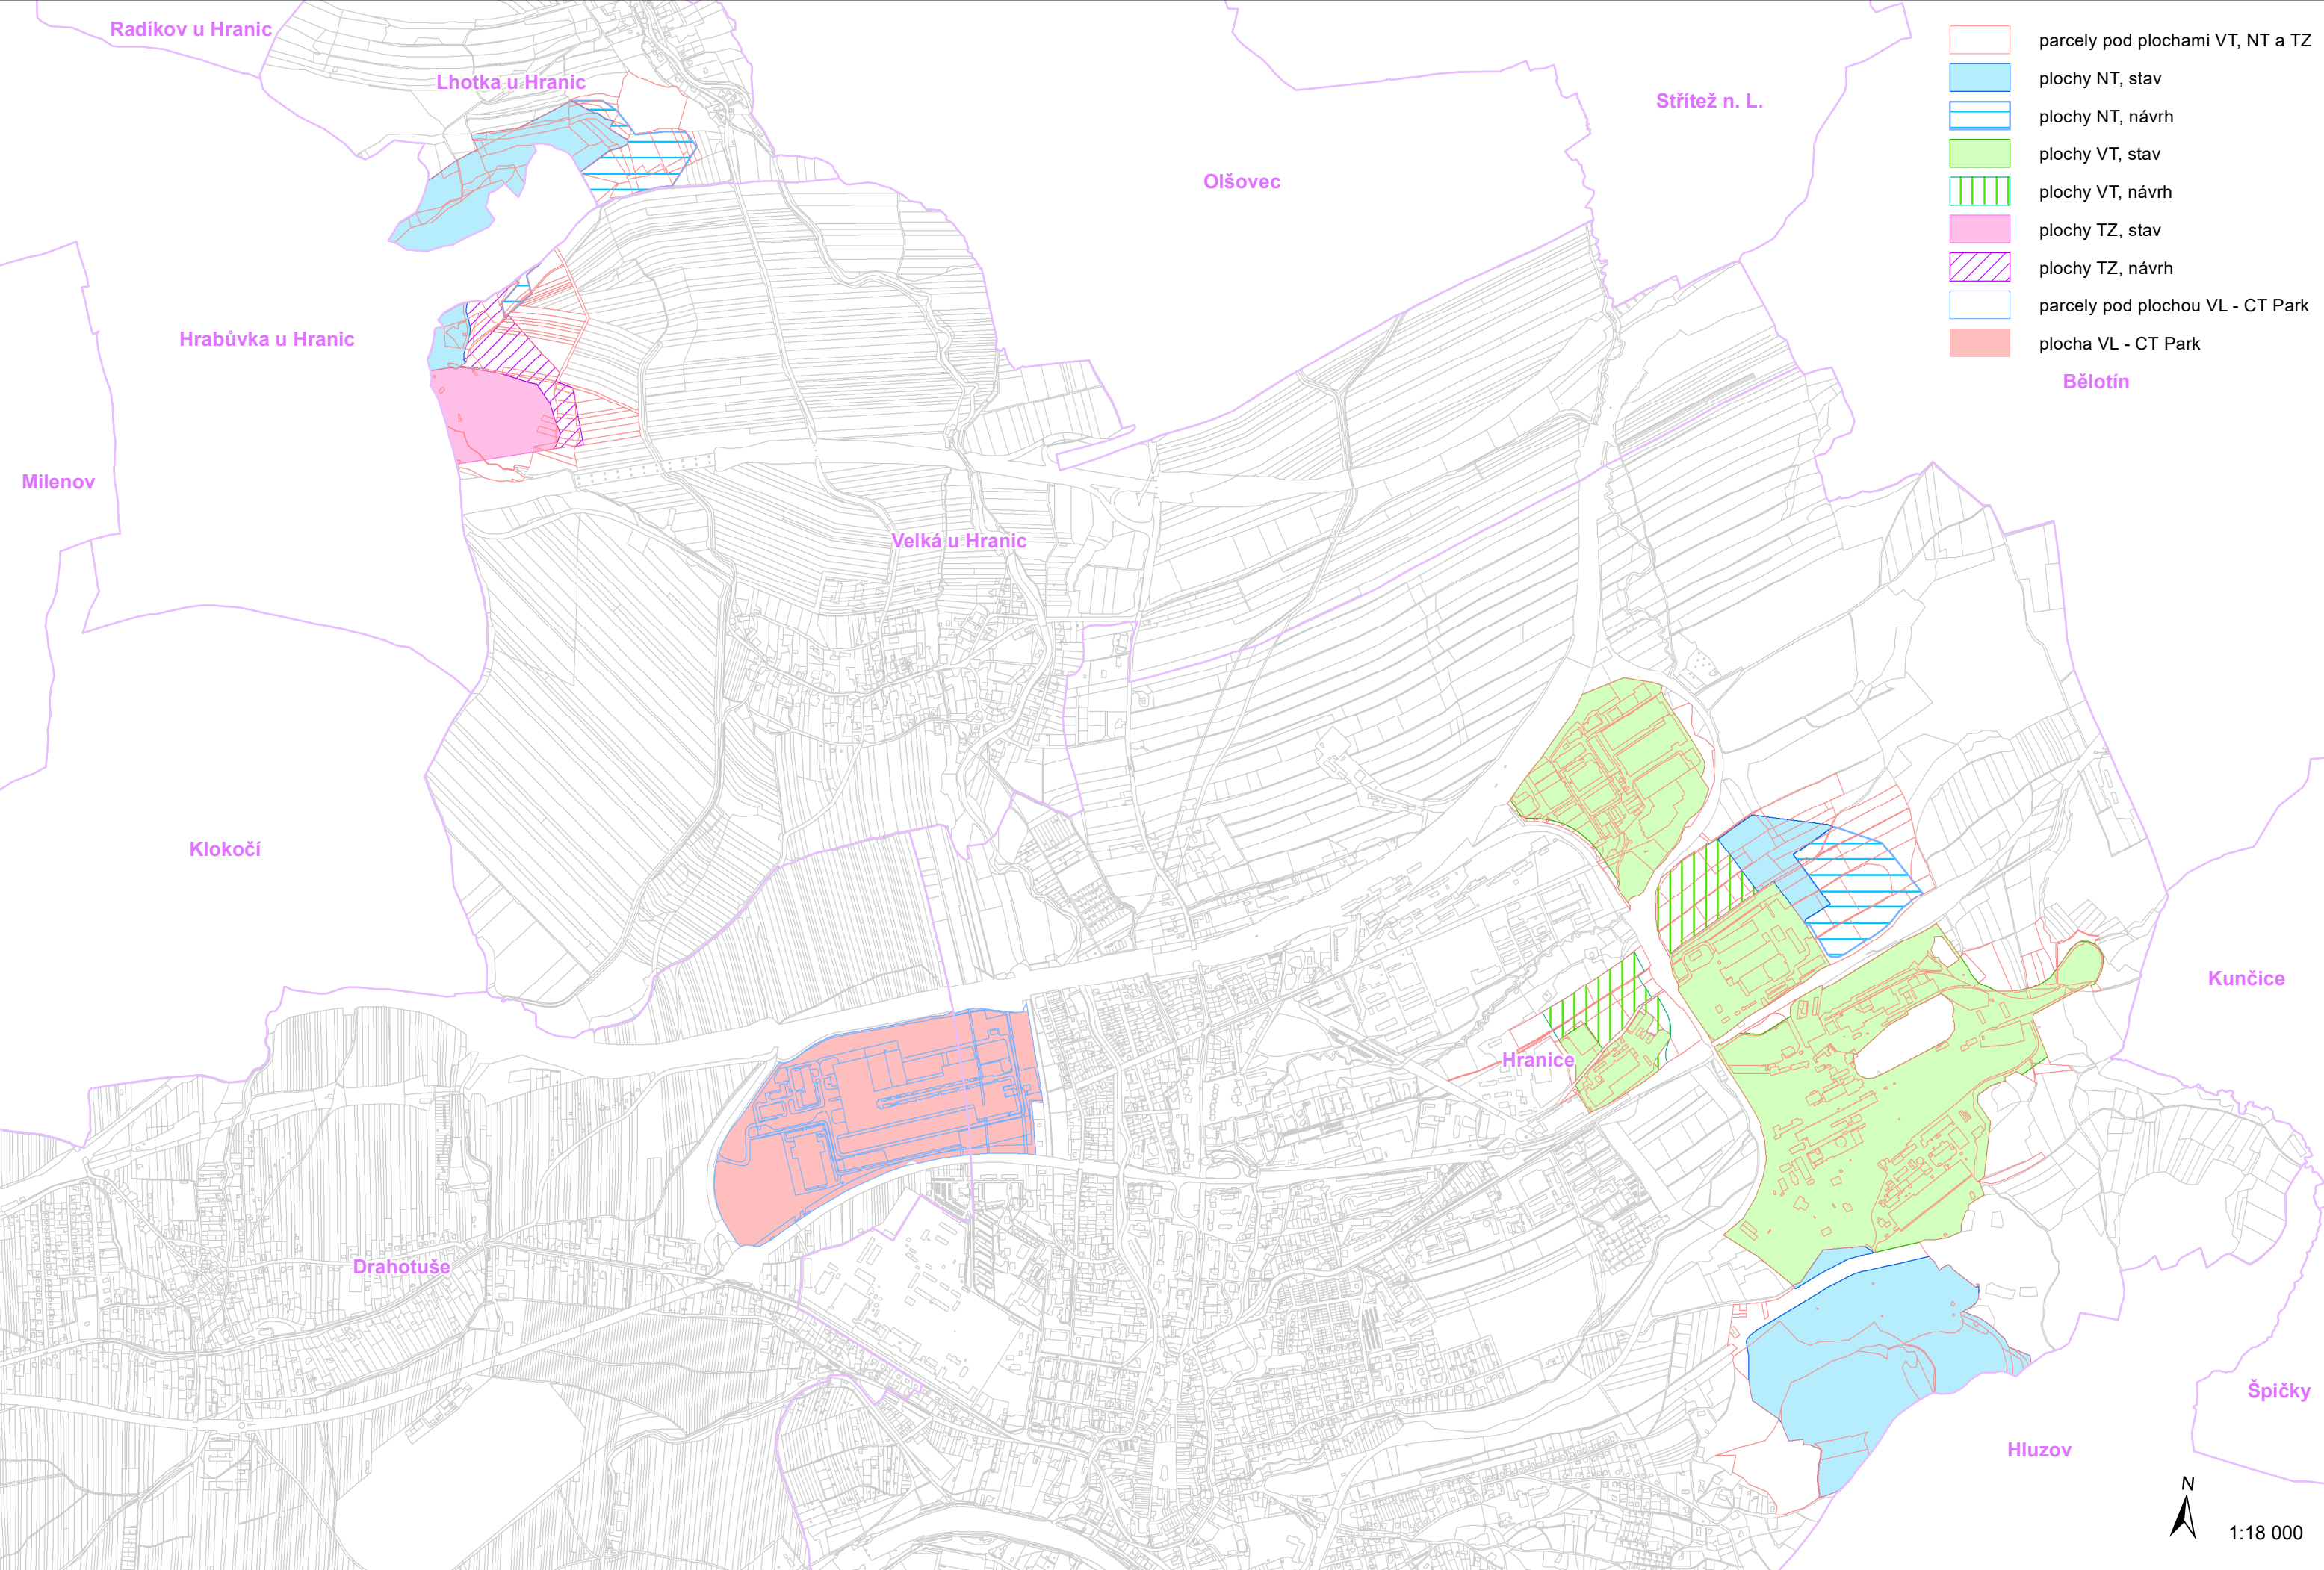 Radíkov u Hranic
parcely pod plochami VT, NT a TZ
Lhotka u Hranic
plochy NT, stav
Střítež n. L.
plochy NT, návrh
plochy VT, stav
Olšovec
plochy VT, návrh
plochy TZ, stav
plochy TZ, návrh
parcely pod plochou VL - CT Park
Hrabůvka u Hranic
plocha VL - CT Park
Bělotín
Milenov
Velká u Hranic
Klokočí
Kunčice
Hranice
Drahotuše
Špičky
Hluzov
N
1:18 000